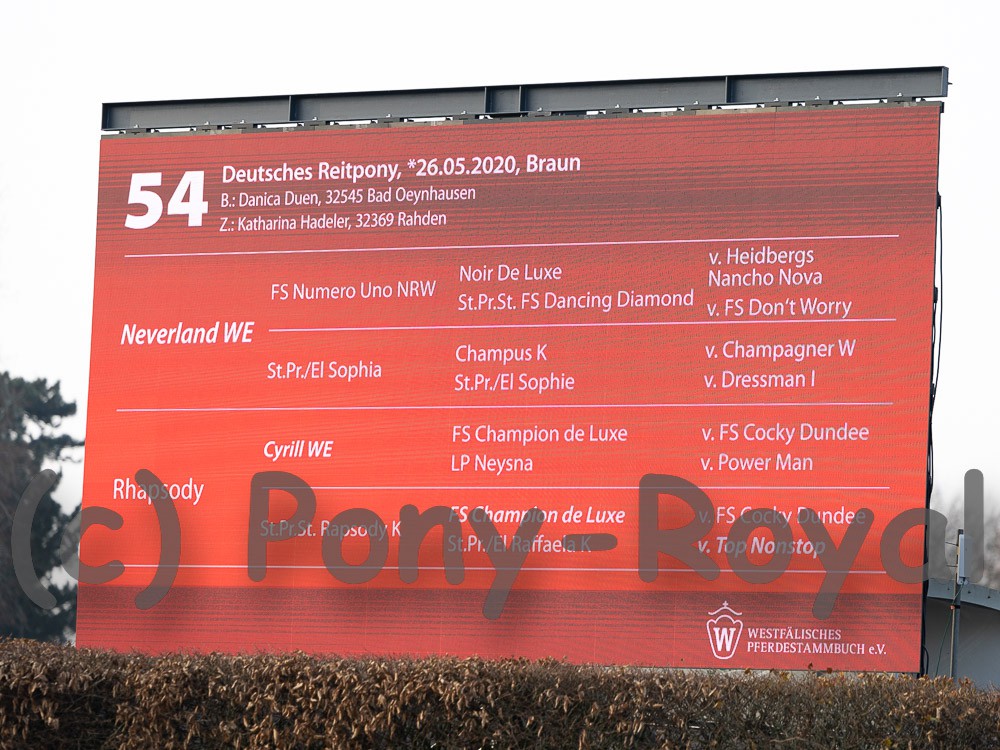 54
Deutsches Reitpony, *26.05.2020, Braun
B.: Danica Duen, 32545 Bad Oeynhausen
Z.: Katharina Hadeler, 32369 Rahden
Neverland WE
FS Numero Uno NRW
Noir De Luxe
v. Heidbergs
Nancho Nova
St.Pr.St. FS Dancing Diamond
v. FS Don't Worry
St.Pr./El Sophia
Champus K
v. Champagner W
St.Pr./El Sophie
v. Dressman I
Rhapsody
Cyrill WE
FS Champion de Luxe
v. FS Cocky Dundee
LP Neysna
v. Power Man
St.Pr.St. Rapsody K
FS Champion de Luxe
v. FS Cocky Dundee
St.Pr./El Raffaela K
v. Top Nonstop
(c) Pony-Royal
W
WESTFÄLISCHES
PFERDESTAMMBUCH e.V.